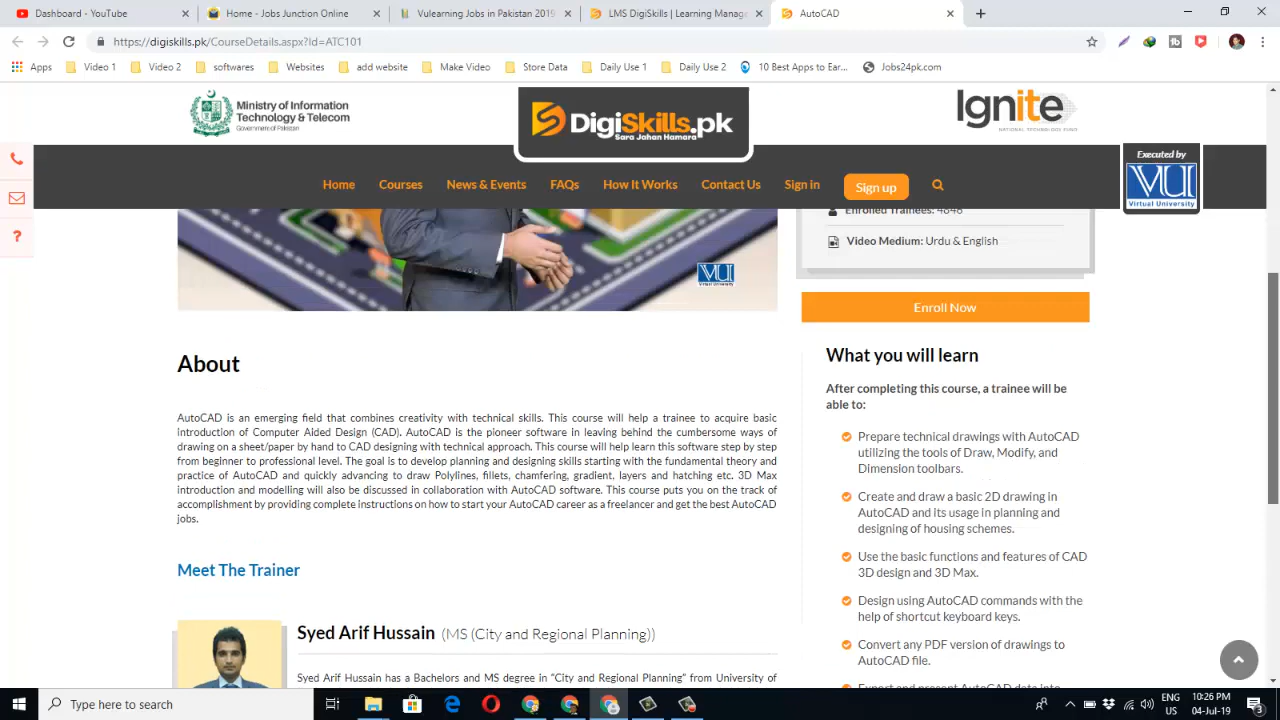 Dashboard
Home
Vulearning Jobs in Pakistan 2019
LMS Digiskills | Learning Manage
AutoCAD
https://digiskills.pk/CourseDetails.aspx?Id=ATC101
Apps
Video 1
Video 2
softwares
Websites
add website
Make Video
Store Data
Daily Use 1
Daily Use 2
10 Best Apps to Ear...
Jobs24pk.com
Ministry of Information
Technology & Telecom
Government of Pakistan
DigiSkills.pk
Sara Jahan Hamara
Ignite
NATIONAL TECHNOLOGY FUND
Executed by
VU
Virtual University
Home
Courses
News & Events
FAQs
How It Works
Contact Us
Sign in
Sign up
Enrolled Trainees: 4846
Video Medium: Urdu & English
VU
Enroll Now
About
AutoCAD is an emerging field that combines creativity with technical skills. This course will help a trainee to acquire basic
introduction of Computer Aided Design (CAD). AutoCAD is the pioneer software in leaving behind the cumbersome ways of
drawing on a sheet/paper by hand to CAD designing with technical approach. This course will help learn this software step by step
from beginner to professional level. The goal is to develop planning and designing skills starting with the fundamental theory and
practice of AutoCAD and quickly advancing to draw Polylines, fillets, chamfering, gradient, layers and hatching etc. 3D Max
introduction and modelling will also be discussed in collaboration with AutoCAD software. This course puts you on the track of
accomplishment by providing complete instructions on how to start your AutoCAD career as a freelancer and get the best AutoCAD
jobs.
Meet The Trainer
Syed Arif Hussain (MS (City and Regional Planning))
Syed Arif Hussain has a Bachelors and MS degree in “City and Regional Planning” from University of
What you will learn
After completing this course, a trainee will be
able to:
Prepare technical drawings with AutoCAD
utilizing the tools of Draw, Modify, and
Dimension toolbars.
Create and draw a basic 2D drawing in
AutoCAD and its usage in planning and
designing of housing schemes.
Use the basic functions and features of CAD
3D design and 3D Max.
Design using AutoCAD commands with the
help of shortcut keyboard keys.
Convert any PDF version of drawings to
AutoCAD file.
Export and present AutoCAD data into
Type here to search
ENG
US
10:26 PM
04-Jul-19
3